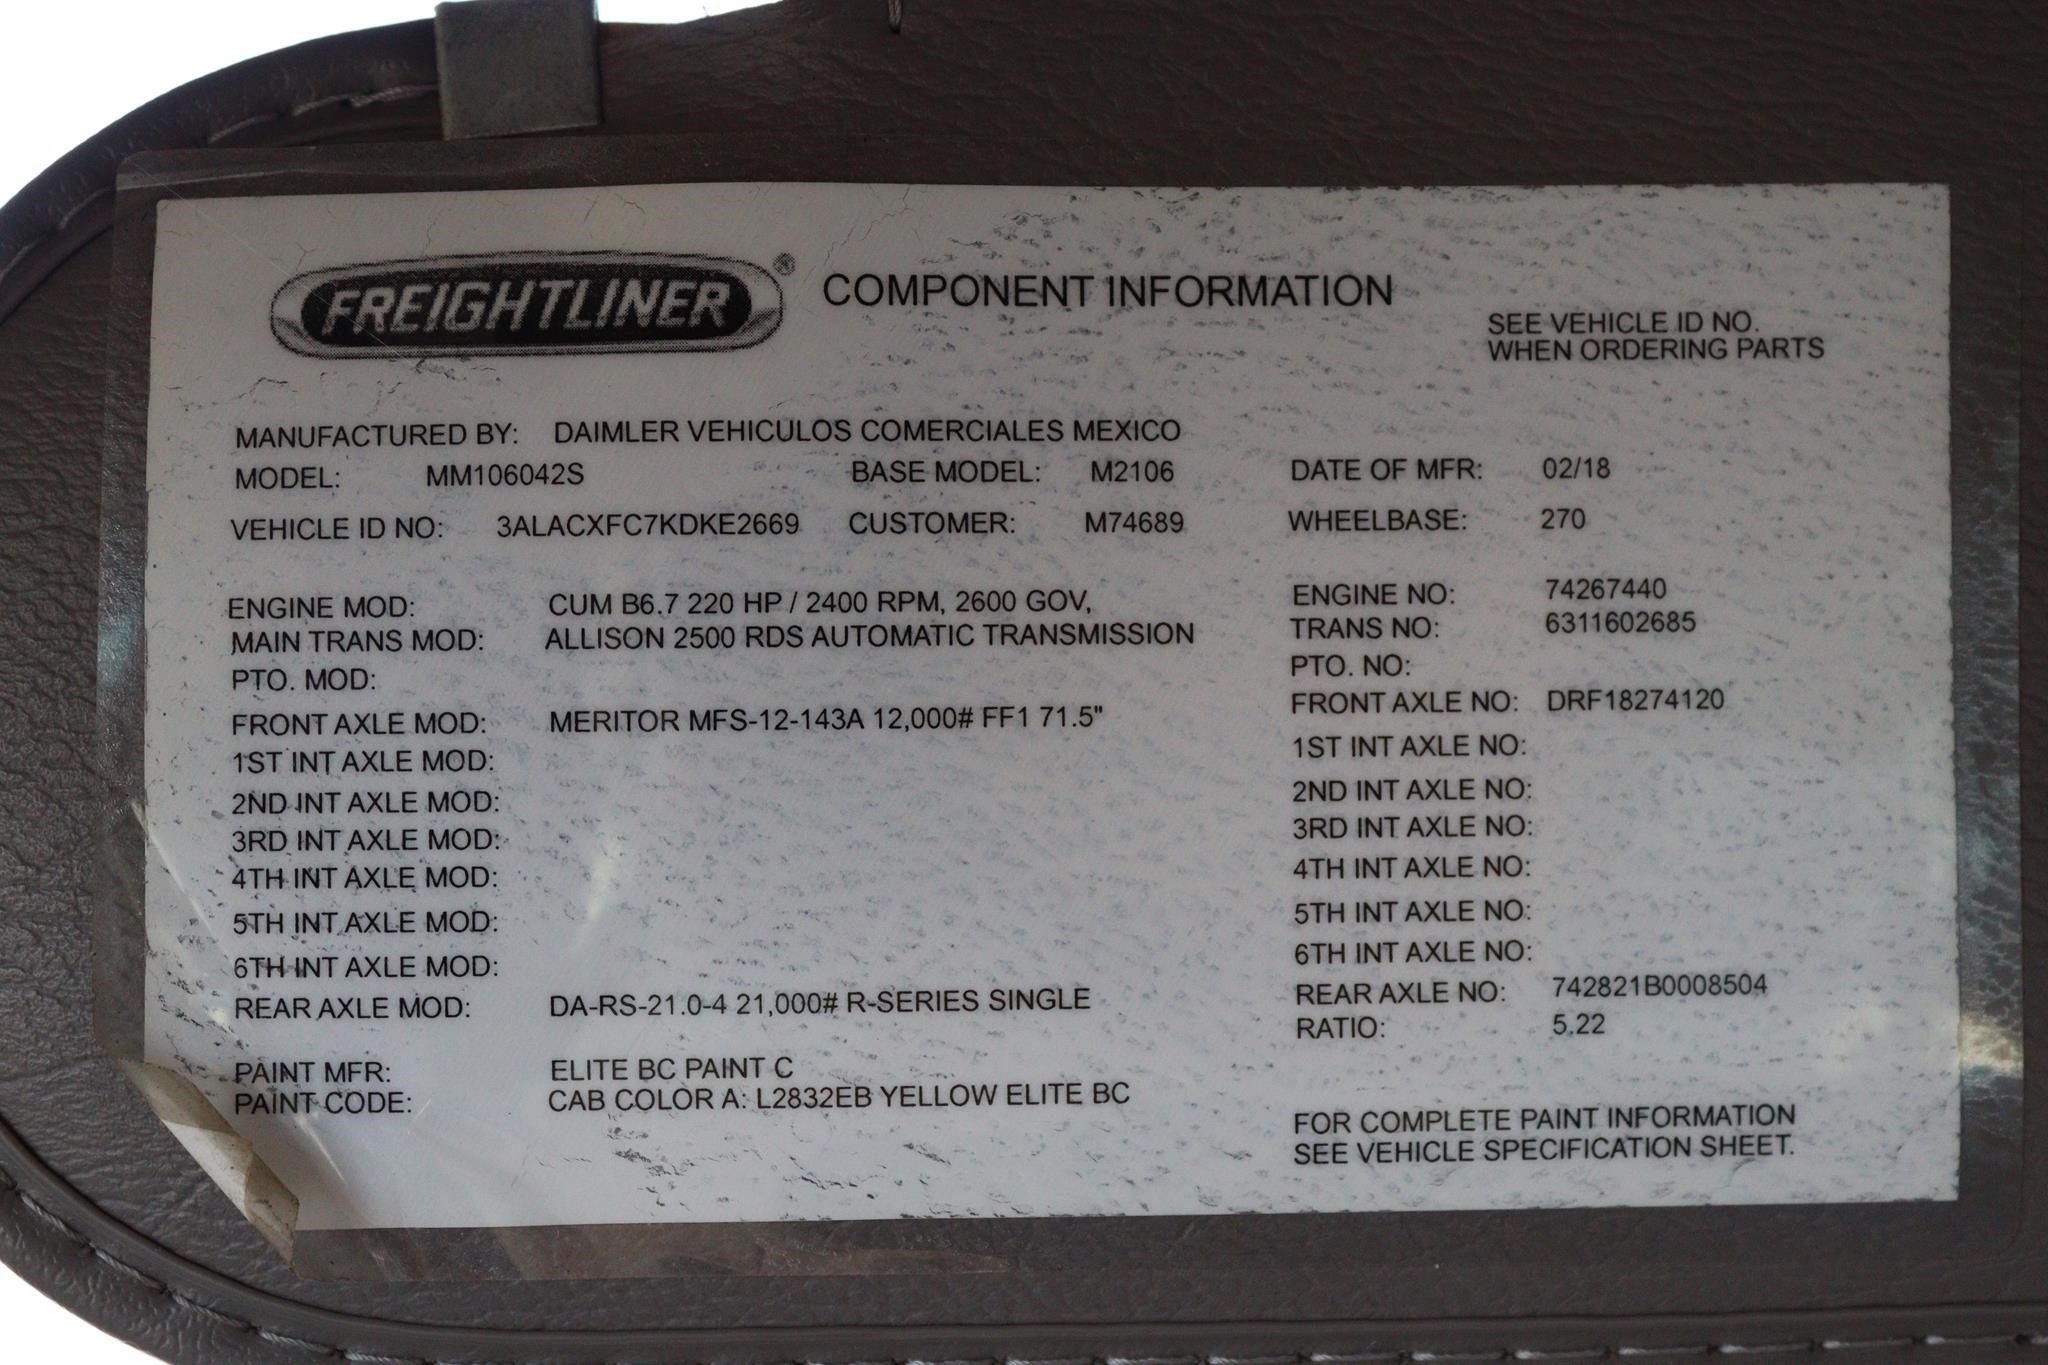 FREIGHTLINER® COMPONENT INFORMATION
SEE VEHICLE ID NO.
WHEN ORDERING PARTS
MANUFACTURED BY: DAIMLER VEHICULOS COMERCIALES MEXICO
MODEL: MM106042S BASE MODEL: M2106 DATE OF MFR: 02/18
VEHICLE ID NO: 3ALACXFC7KDKE2669 CUSTOMER: M74689 WHEELBASE: 270
ENGINE MOD: CUM B6.7 220 HP / 2400 RPM, 2600 GOV, ENGINE NO: 74267440
MAIN TRANS MOD: ALLISON 2500 RDS AUTOMATIC TRANSMISSION TRANS NO: 6311602685
PTO. MOD: PTO. NO:
FRONT AXLE MOD: MERITOR MFS-12-143A 12,000# FF1 71.5" FRONT AXLE NO: DRF18274120
1ST INT AXLE MOD: 1ST INT AXLE NO:
2ND INT AXLE MOD: 2ND INT AXLE NO:
3RD INT AXLE MOD: 3RD INT AXLE NO:
4TH INT AXLE MOD: 4TH INT AXLE NO:
5TH INT AXLE MOD: 5TH INT AXLE NO:
6TH INT AXLE MOD: 6TH INT AXLE NO:
REAR AXLE MOD: DA-RS-21.0-4 21,000# R-SERIES SINGLE REAR AXLE NO: 742821B0008504
RATIO: 5.22
PAINT MFR: ELITE BC PAINT C
PAINT CODE: CAB COLOR A: L2832EB YELLOW ELITE BC
FOR COMPLETE PAINT INFORMATION
SEE VEHICLE SPECIFICATION SHEET.